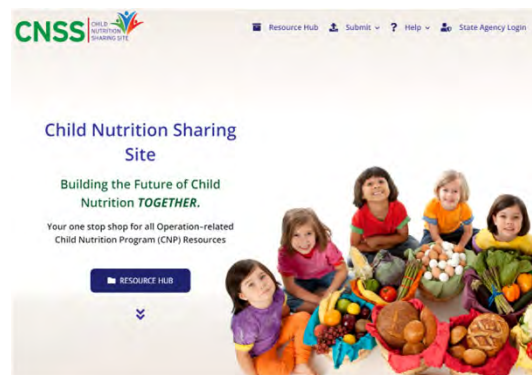 CNSS
CHILD
NUTRITION
SHARING SITE
Resource Hub
Submit
? Help
State Agency Login
Child Nutrition Sharing
Site
Building the Future of Child
Nutrition TOGETHER.
Your one stop shop for all Operation-related
Child Nutrition Program (CNP) Resources
RESOURCE HUB